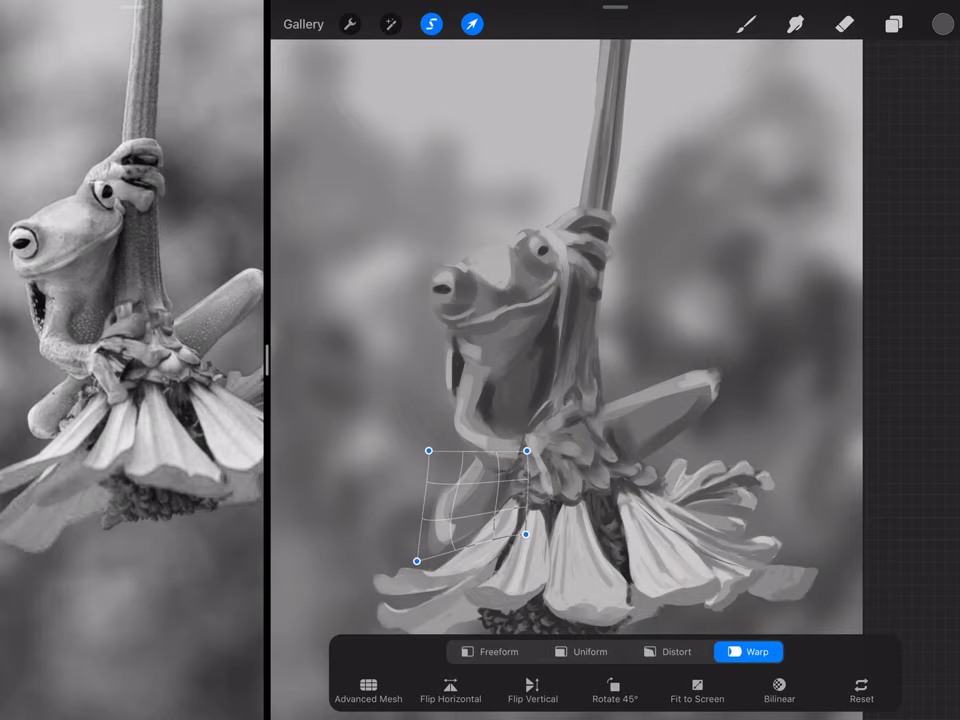 Gallery
Freeform Uniform Distort Warp
Advanced Mesh Flip Horizontal Flip Vertical Rotate 45° Fit to Screen Bilinear Reset